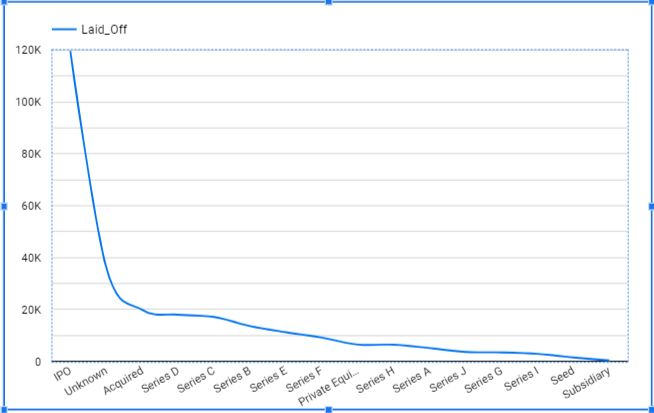 Laid_Off
120K
100K
80K
60K
40K
20K
0
IPO
Unknown
Acquired
Series D
Series C
Series B
Series E
Series F
Private Equi...
Series H
Series A
Series J
Series G
Series I
Seed
Subsidiary